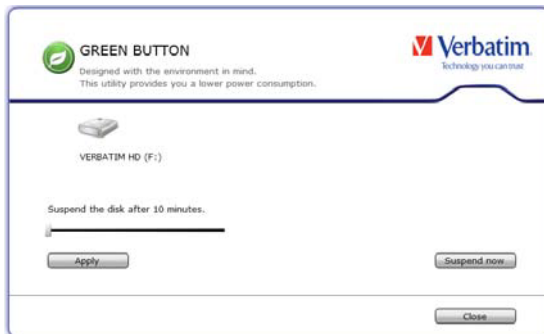 GREEN BUTTON
Designed with the environment in mind.
This utility provides you a lower power consumption.
Verbatim
Technology you can trust
VERBATIM HD (F:)
Suspend the disk after 10 minutes.
Apply
Suspend now
Close